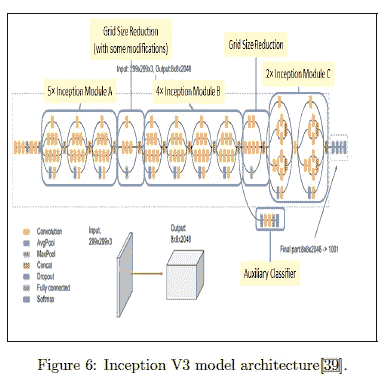 Grid Size Reduction
(with some modifications)
Grid Size Reduction
Input: 299x299x3, Output:8x8x2048
5× Inception Module A
4× Inception Module B
2× Inception Module C
Convolution
AvgPool
MaxPool
Concat
Dropout
Fully connected
Softmax
Input:
299x299x3
Output:
8x8x2048
Final part:8x8x2048 -> 1001
Auxiliary Classifier
Figure 6: Inception V3 model architecture[39].